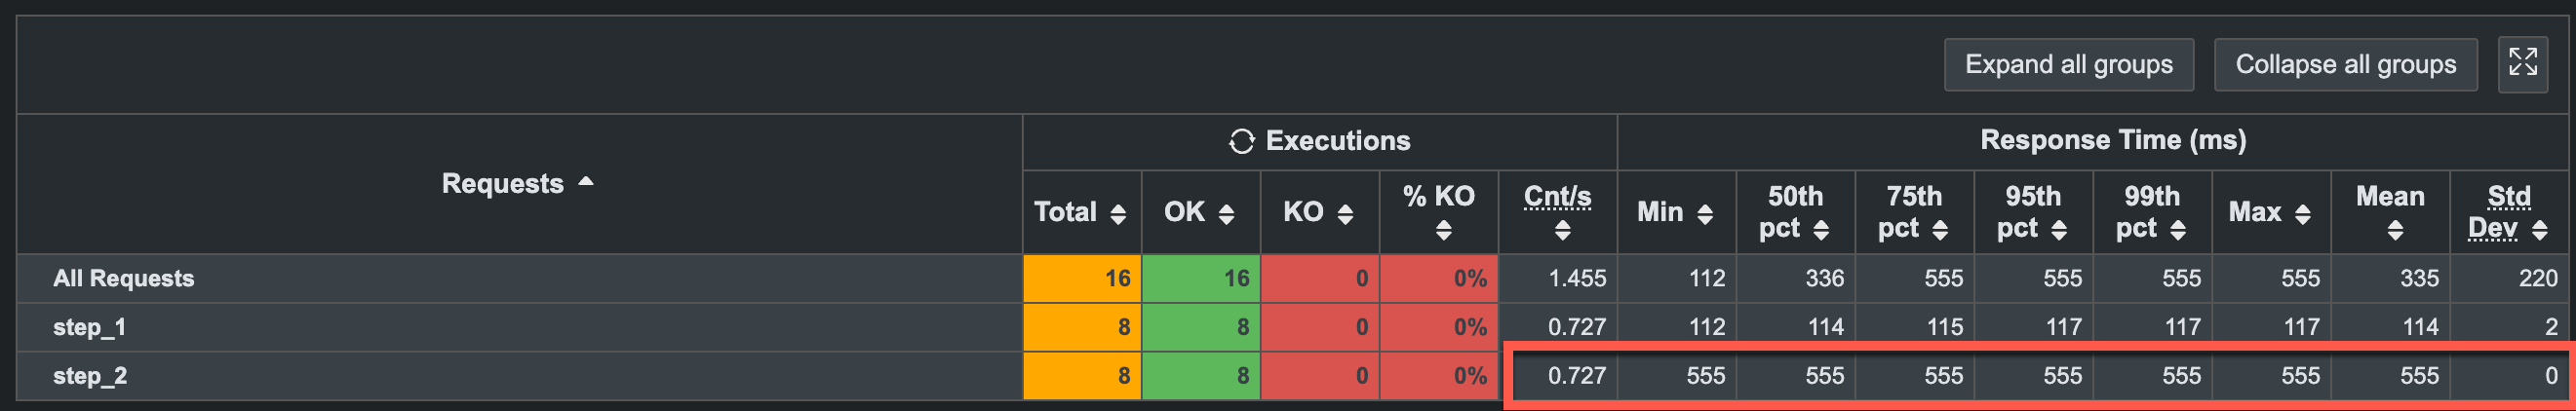 Expand all groups Collapse all groups
Executions Response Time (ms)
Requests Total OK KO % KO Cnt/s Min 50th pct 75th pct 95th pct 99th pct Max Mean Std Dev
All Requests 16 16 0 0% 1.455 112 336 555 555 555 555 335 220
step_1 8 8 0 0% 0.727 112 114 115 117 117 117 114 2
step_2 8 8 0 0% 0.727 555 555 555 555 555 555 555 0